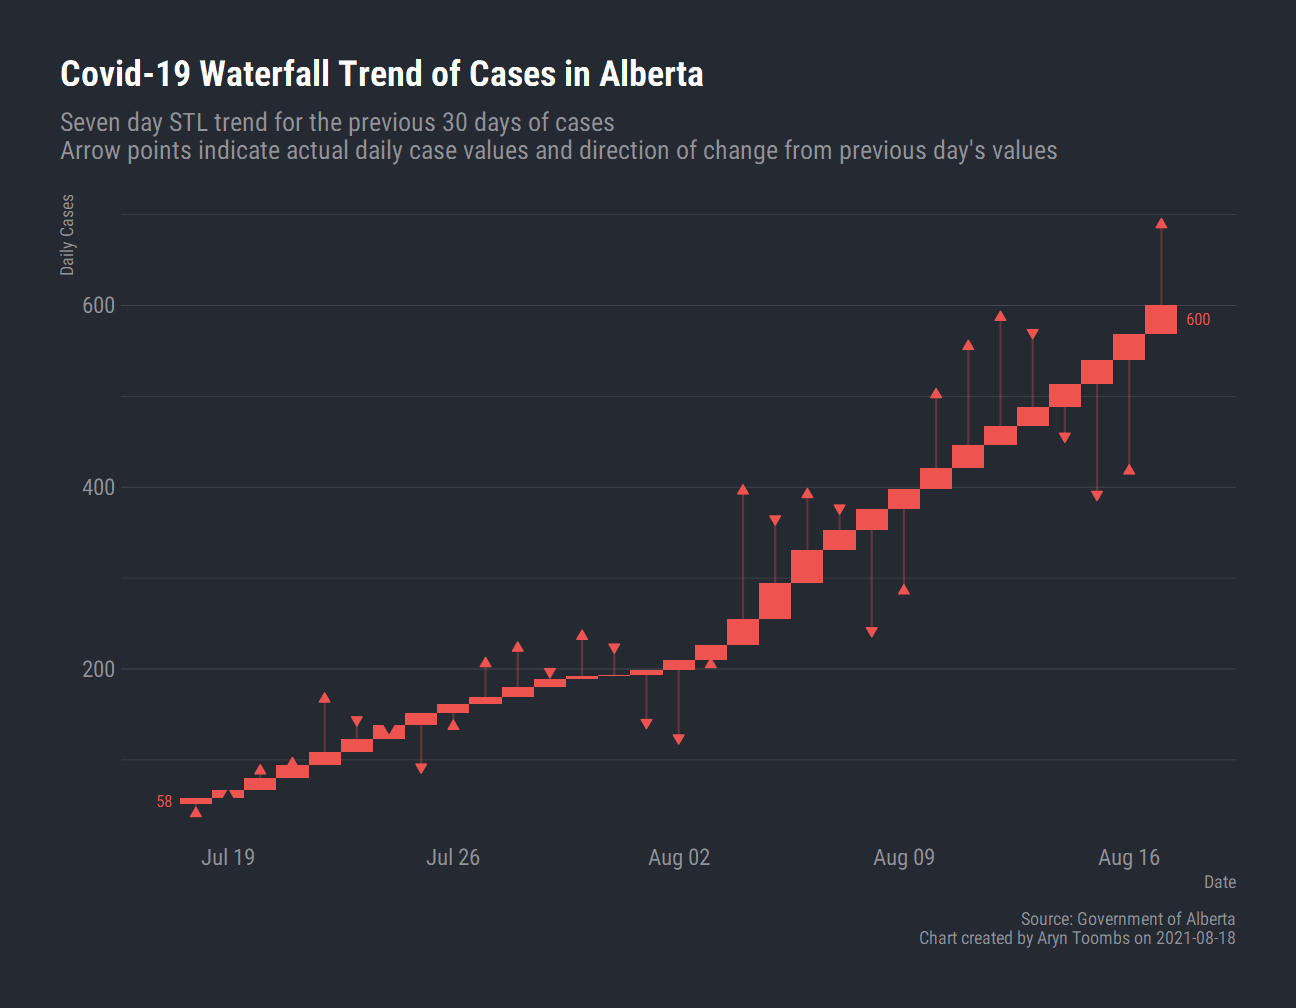 Covid-19 Waterfall Trend of Cases in Alberta
Seven day STL trend for the previous 30 days of cases
Arrow points indicate actual daily case values and direction of change from previous day's values
Daily Cases
600
400
200
600
58
Jul 19
Jul 26
Aug 02
Aug 09
Aug 16
Date
Source: Government of Alberta
Chart created by Aryn Toombs on 2021-08-18